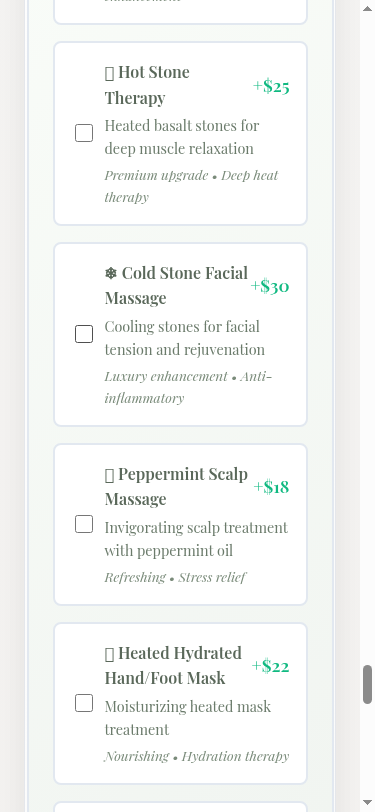 Hot Stone
Therapy
+$25
Heated basalt stones for
deep muscle relaxation
Premium upgrade • Deep heat
therapy
❄ Cold Stone Facial
Massage
+$30
Cooling stones for facial
tension and rejuvenation
Luxury enhancement • Anti-
inflammatory
Peppermint Scalp
Massage
+$18
Invigorating scalp treatment
with peppermint oil
Refreshing • Stress relief
Heated Hydrated
Hand/Foot Mask
+$22
Moisturizing heated mask
treatment
Nourishing • Hydration therapy